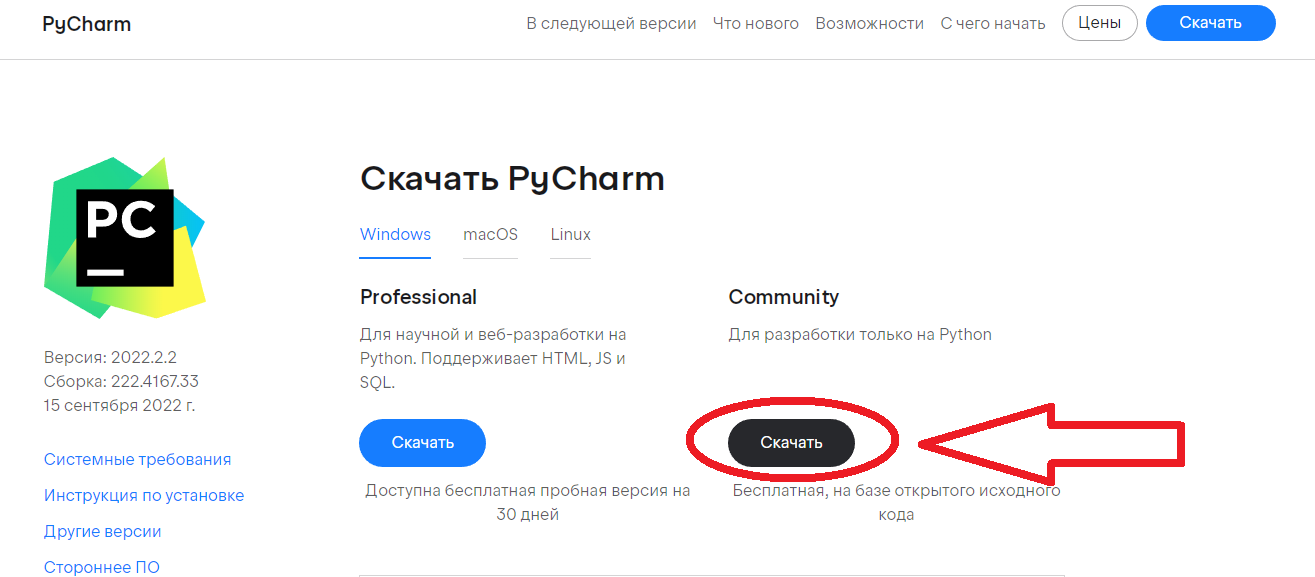 PyCharm
В следующей версии Что нового Возможности С чего начать Цены Скачать
PC
Скачать PyCharm
Windows macOS Linux
Professional
Для научной и веб-разработки на
Python. Поддерживает HTML, JS и
SQL.
Скачать
Доступна бесплатная пробная версия на
30 дней
Community
Для разработки только на Python
Скачать
Бесплатная, на базе открытого исходного
кода
Версия: 2022.2.2
Сборка: 222.4167.33
15 сентября 2022 г.
Системные требования
Инструкция по установке
Другие версии
Стороннее ПО